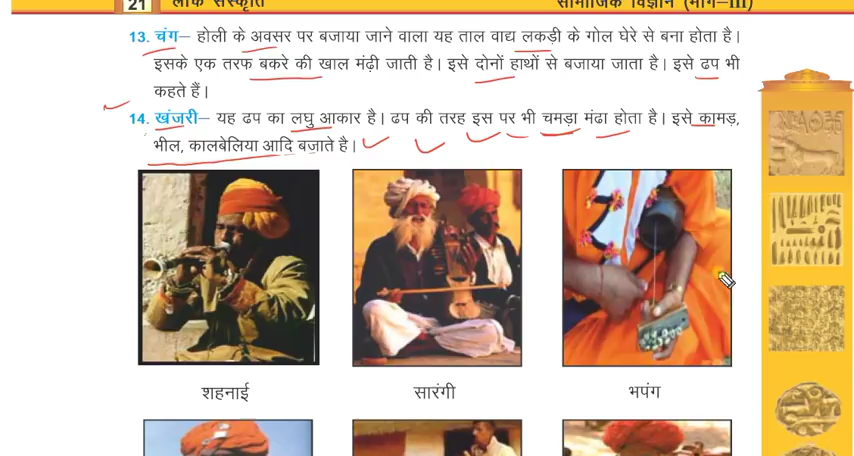 21 लोक संस्कृति सामाजिक विज्ञान (भाग–III)
13. चंग– होली के अवसर पर बजाया जाने वाला यह ताल वाद्य लकड़ी के गोल घेरे से बना होता है।
इसके एक तरफ बकरे की खाल मंढ़ी जाती है। इसे दोनों हाथों से बजाया जाता है। इसे ढप भी
कहते हैं।
14. खंजरी– यह ढप का लघु आकार है। ढप की तरह इस पर भी चमड़ा मंढा होता है। इसे कामड़,
भील, कालबेलिया आदि बजाते है।
शहनाई सारंगी भपंग